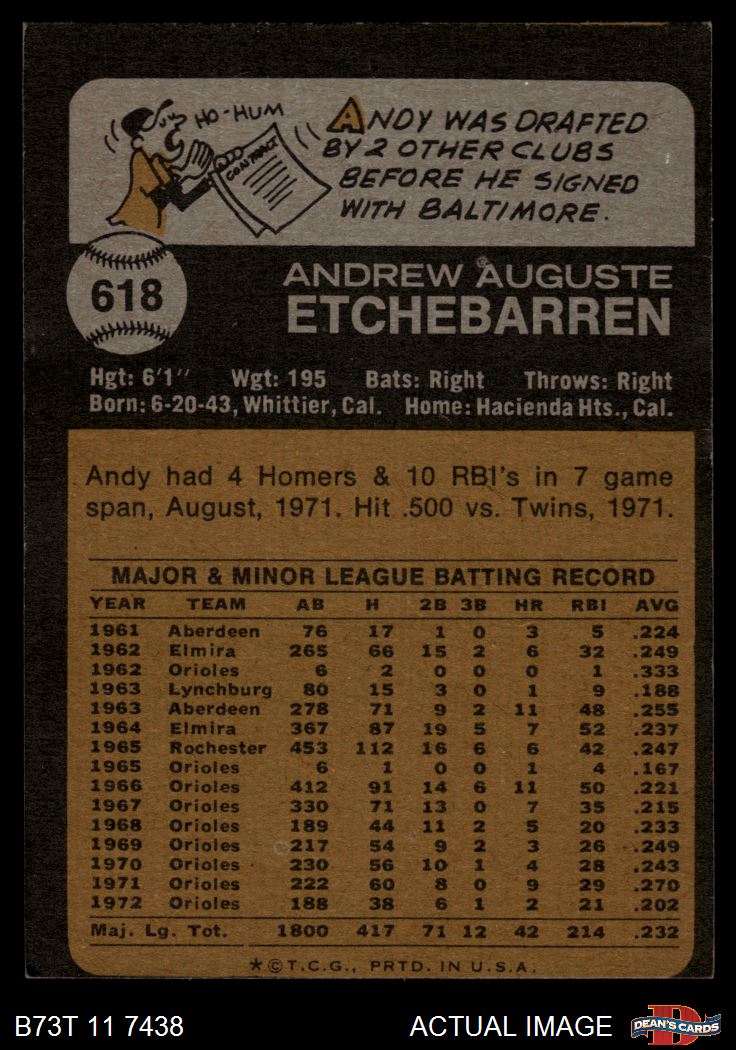 HO-HUM
CONTRACT
ANDY WAS DRAFTED
BY 2 OTHER CLUBS
BEFORE HE SIGNED
WITH BALTIMORE.
618
ANDREW AUGUSTE
ETCHEBARREN
Hgt: 6'1" Wgt: 195 Bats: Right Throws: Right
Born: 6-20-43, Whittier, Cal. Home: Hacienda Hts., Cal.
Andy had 4 Homers & 10 RBI's in 7 game
span, August, 1971. Hit .500 vs. Twins, 1971.
MAJOR & MINOR LEAGUE BATTING RECORD
YEAR TEAM AB H 2B 3B HR RBI AVG
1961 Aberdeen 76 17 1 0 3 5 .224
1962 Elmira 265 66 15 2 6 32 .249
1962 Orioles 6 2 0 0 0 1 .333
1963 Lynchburg 80 15 3 0 1 9 .188
1963 Aberdeen 278 71 9 2 11 48 .255
1964 Elmira 367 87 19 5 7 52 .237
1965 Rochester 453 112 16 6 6 42 .247
1965 Orioles 6 1 0 0 1 4 .167
1966 Orioles 412 91 14 6 11 50 .221
1967 Orioles 330 71 13 0 7 35 .215
1968 Orioles 189 44 11 2 5 20 .233
1969 Orioles 217 54 9 2 3 26 .249
1970 Orioles 230 56 10 1 4 28 .243
1971 Orioles 222 60 8 0 9 29 .270
1972 Orioles 188 38 6 1 2 21 .202
Maj. Lg. Tot. 1800 417 71 12 42 214 .232
*©T.C.G., PRTD. IN U.S.A.
B73T 11 7438 ACTUAL IMAGE
DEAN'S CARDS